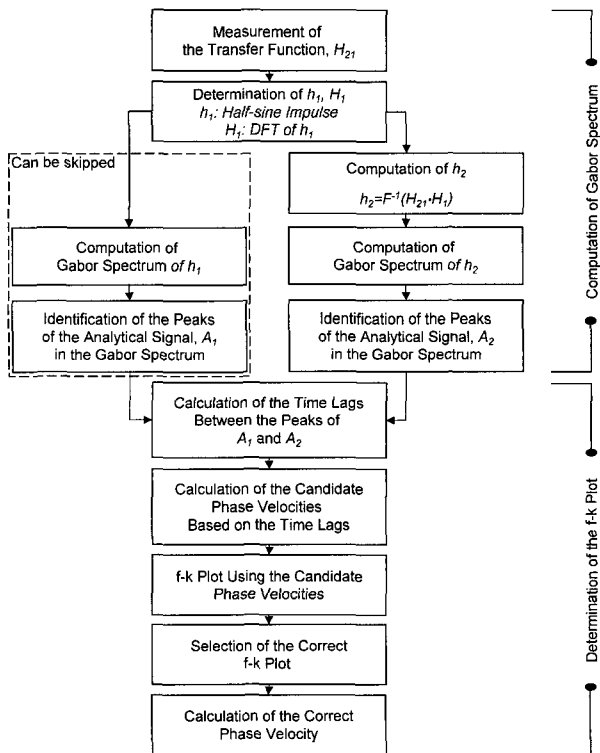 Measurement of
the Transfer Function, H21
Determination of h1, H1
h1: Half-sine Impulse
H1: DFT of h1
Can be skipped
Computation of
Gabor Spectrum of h1
Identification of the Peaks
of the Analytical Signal, A1
in the Gabor Spectrum
Computation of h2
h2=F-1(H21·H1)
Computation of
Gabor Spectrum of h2
Identification of the Peaks
of the Analytical Signal, A2
in the Gabor Spectrum
Calculation of the Time Lags
Between the Peaks of
A1 and A2
Calculation of the Candidate
Phase Velocities
Based on the Time Lags
f-k Plot Using the Candidate
Phase Velocities
Selection of the Correct
f-k Plot
Calculation of the Correct
Phase Velocity
Computation of Gabor Spectrum
Determination of the f-k Plot